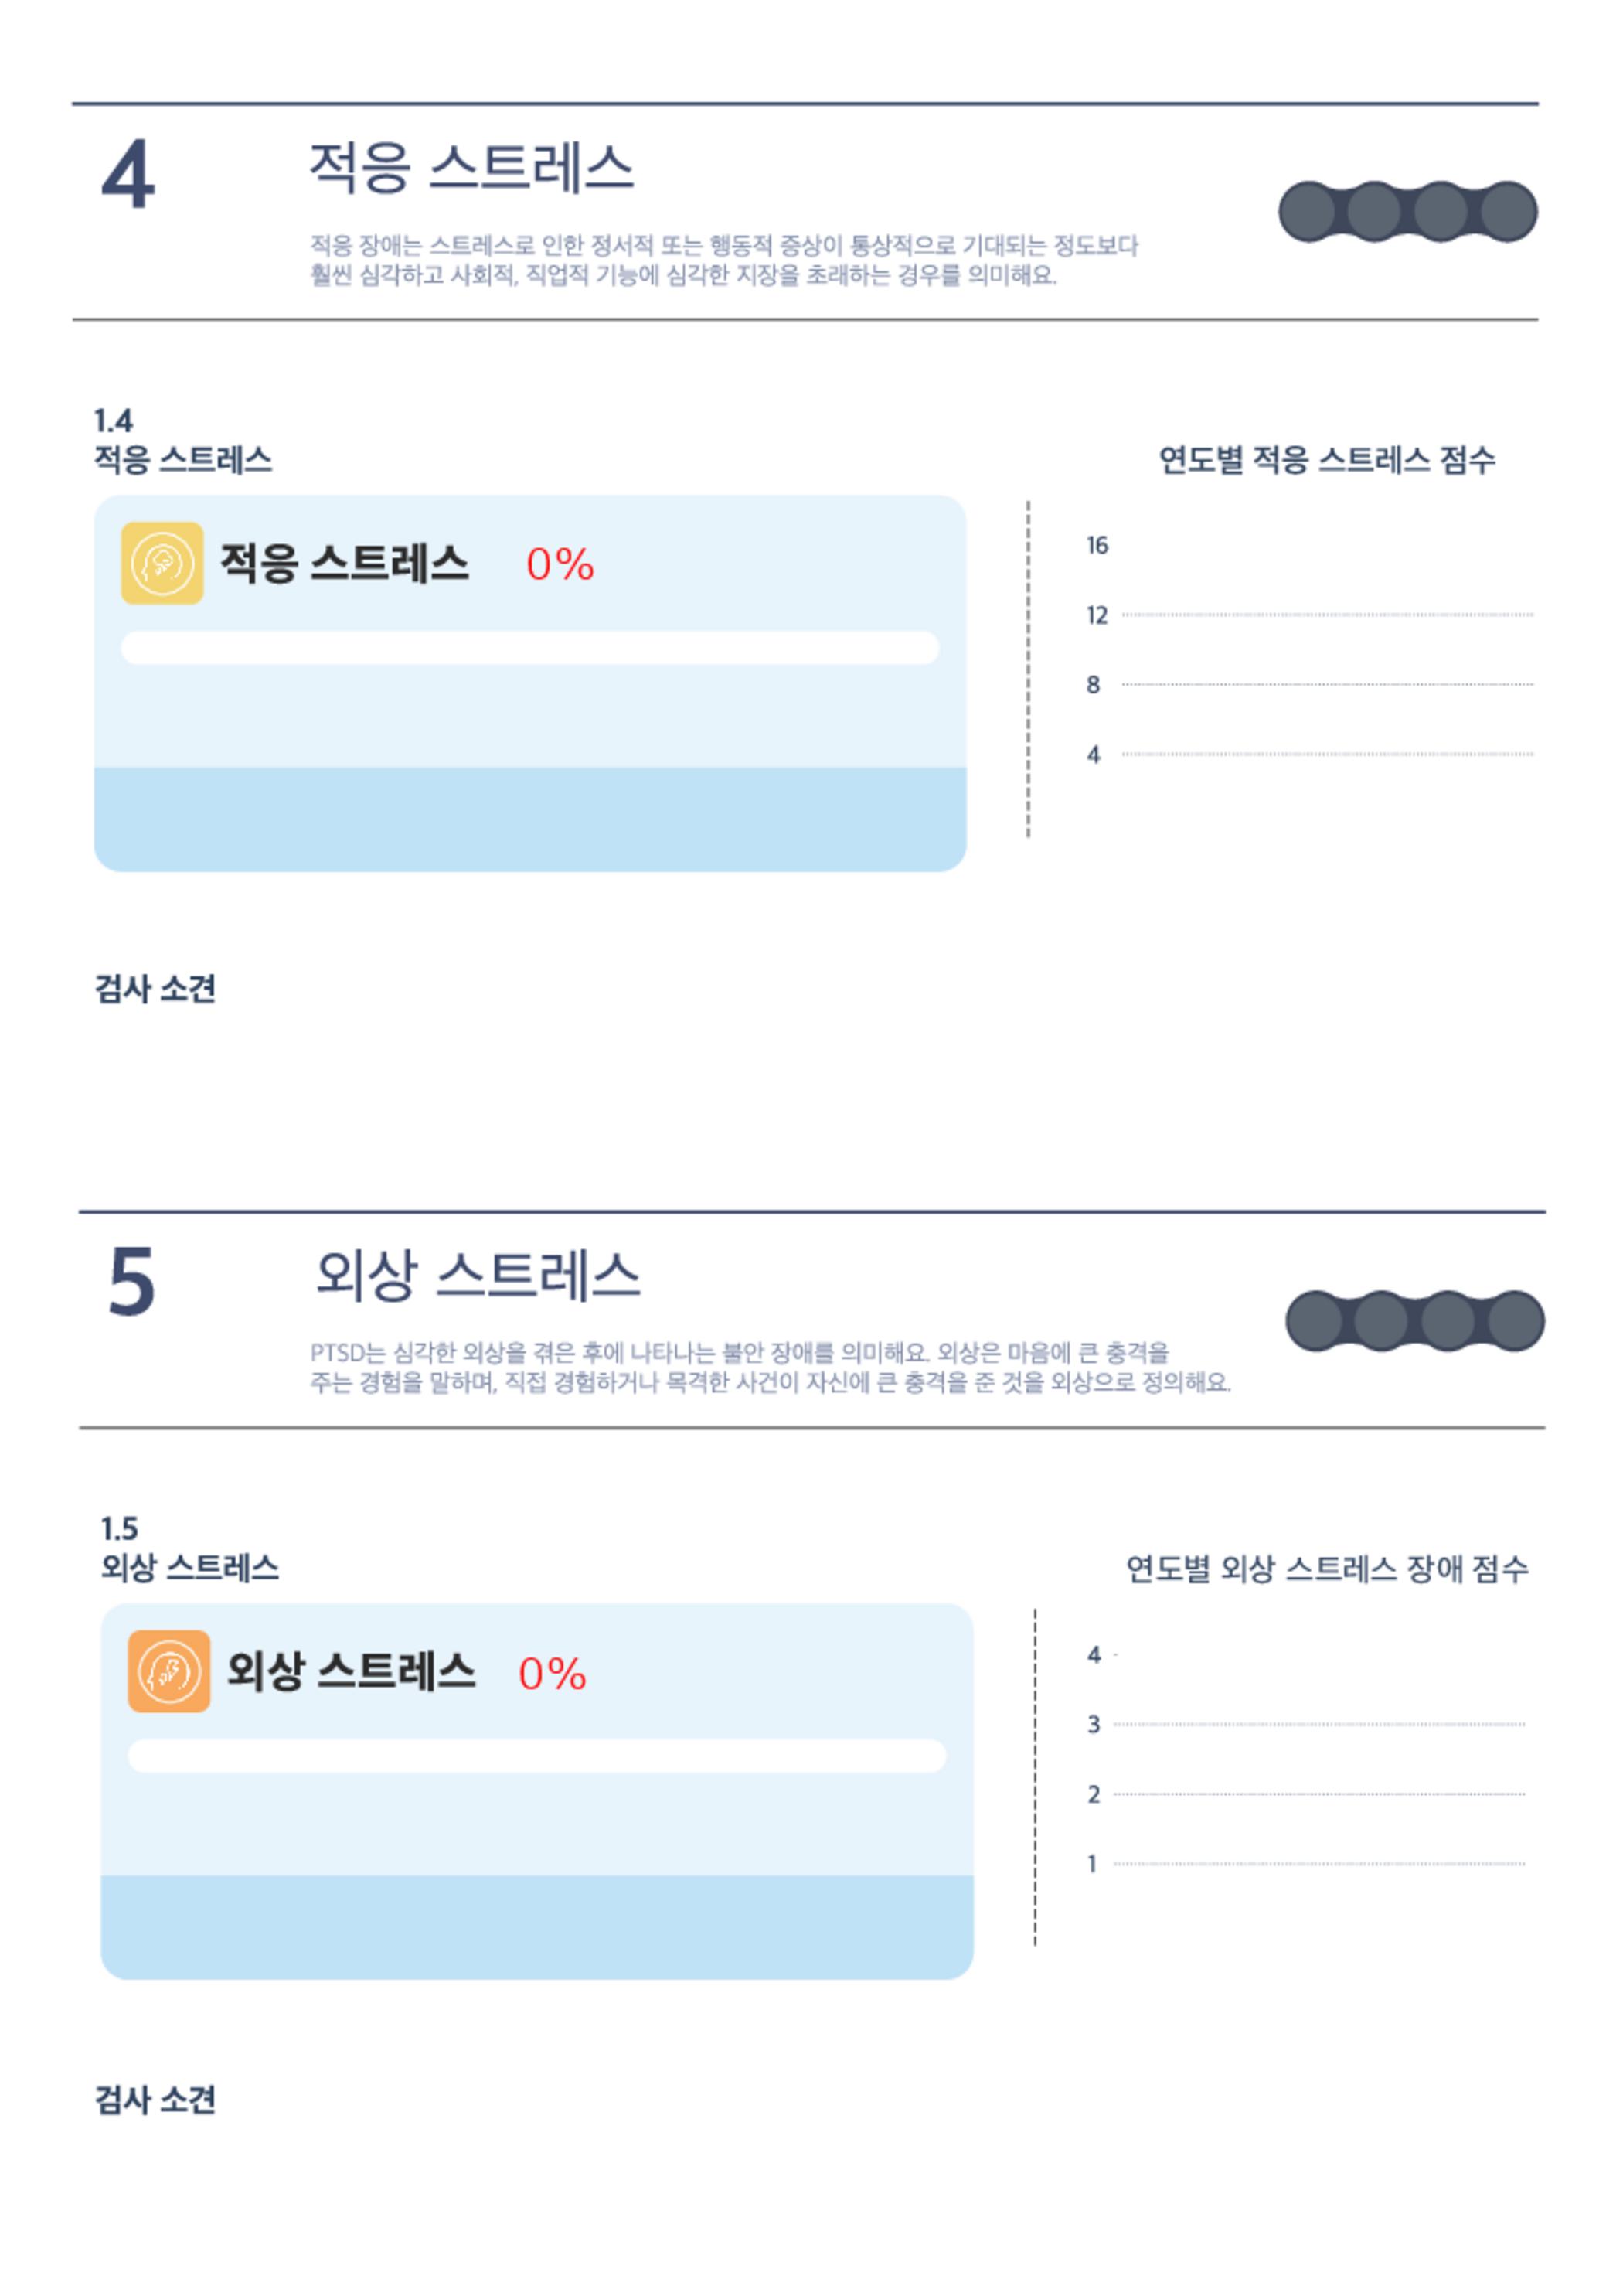 4
적응 스트레스
적응 장애는 스트레스로 인한 정서적 또는 행동적 증상이 통상적으로 기대되는 정도보다
훨씬 심각하고 사회적, 직업적 기능에 심각한 지장을 초래하는 경우를 의미해요.
1.4
적응 스트레스
적응 스트레스 0%
연도별 적응 스트레스 점수
16
12
8
4
검사 소견
5
외상 스트레스
PTSD는 심각한 외상을 겪은 후에 나타나는 불안 장애를 의미해요. 외상은 마음에 큰 충격을
주는 경험을 말하며, 직접 경험하거나 목격한 사건이 자신에 큰 충격을 준 것을 외상으로 정의해요.
1.5
외상 스트레스
외상 스트레스 0%
연도별 외상 스트레스 장애 점수
4
3
2
1
검사 소견